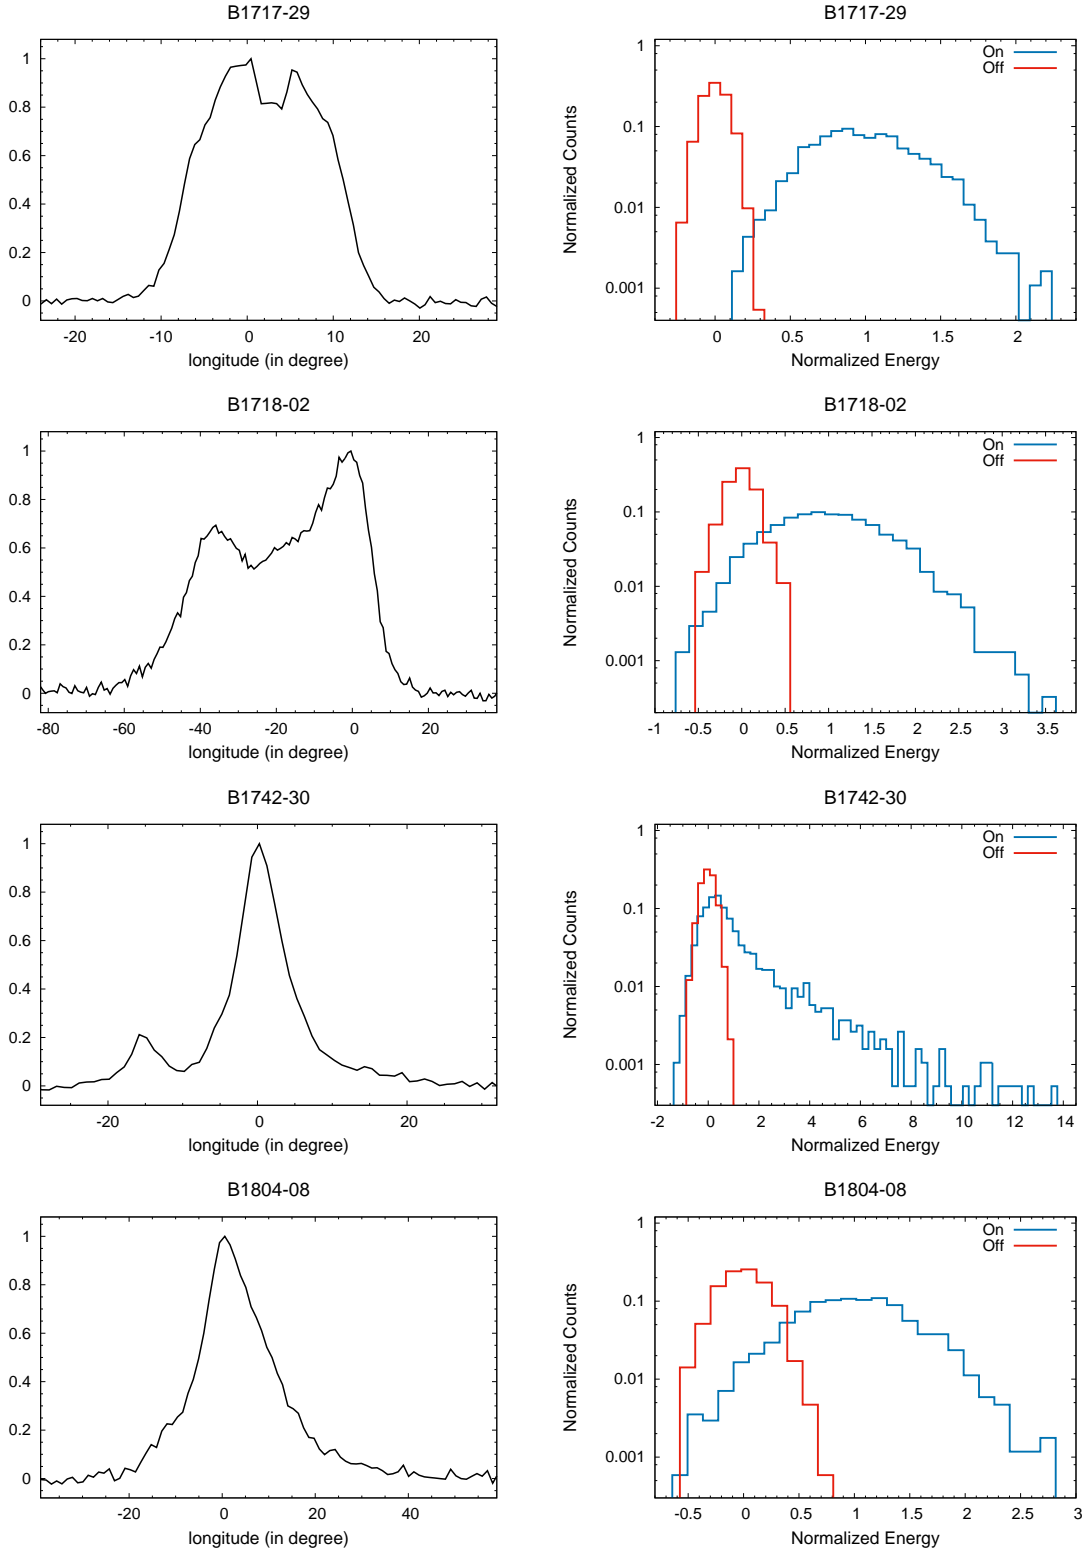 B1717-29
1
0.8
0.6
0.4
0.2
0
-20 -10 0 10 20
longitude (in degree)
B1717-29
Normalized Counts
1
0.1
0.01
0.001
On
Off
0 0.5 1 1.5 2
Normalized Energy
B1718-02
1
0.8
0.6
0.4
0.2
0
-80 -60 -40 -20 0 20
longitude (in degree)
B1718-02
Normalized Counts
1
0.1
0.01
0.001
On
Off
-1 -0.5 0 0.5 1 1.5 2 2.5 3 3.5
Normalized Energy
B1742-30
1
0.8
0.6
0.4
0.2
0
-20 0 20
longitude (in degree)
B1742-30
Normalized Counts
1
0.1
0.01
0.001
On
Off
-2 0 2 4 6 8 10 12 14
Normalized Energy
B1804-08
1
0.8
0.6
0.4
0.2
0
-20 0 20 40
longitude (in degree)
B1804-08
Normalized Counts
1
0.1
0.01
0.001
On
Off
-0.5 0 0.5 1 1.5 2 2.5 3
Normalized Energy